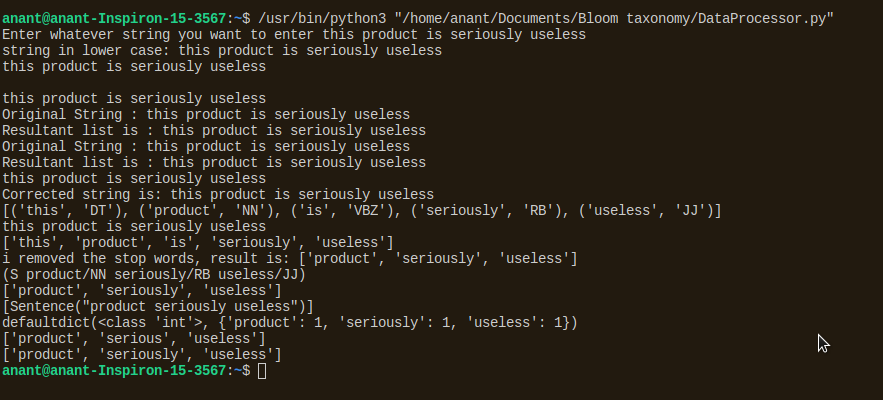 anant@anant-Inspiron-15-3567:~$ /usr/bin/python3 "/home/anant/Documents/Bloom taxonomy/DataProcessor.py"
Enter whatever string you want to enter this product is seriously useless
string in lower case: this product is seriously useless
this product is seriously useless

this product is seriously useless
Original String : this product is seriously useless
Resultant list is : this product is seriously useless
Original String : this product is seriously useless
Resultant list is : this product is seriously useless
this product is seriously useless
Corrected string is: this product is seriously useless
[('this', 'DT'), ('product', 'NN'), ('is', 'VBZ'), ('seriously', 'RB'), ('useless', 'JJ')]
this product is seriously useless
['this', 'product', 'is', 'seriously', 'useless']
i removed the stop words, result is: ['product', 'seriously', 'useless']
(S product/NN seriously/RB useless/JJ)
['product', 'seriously', 'useless']
[Sentence("product seriously useless")]
defaultdict(<class 'int'>, {'product': 1, 'seriously': 1, 'useless': 1})
['product', 'serious', 'useless']
['product', 'seriously', 'useless']
anant@anant-Inspiron-15-3567:~$